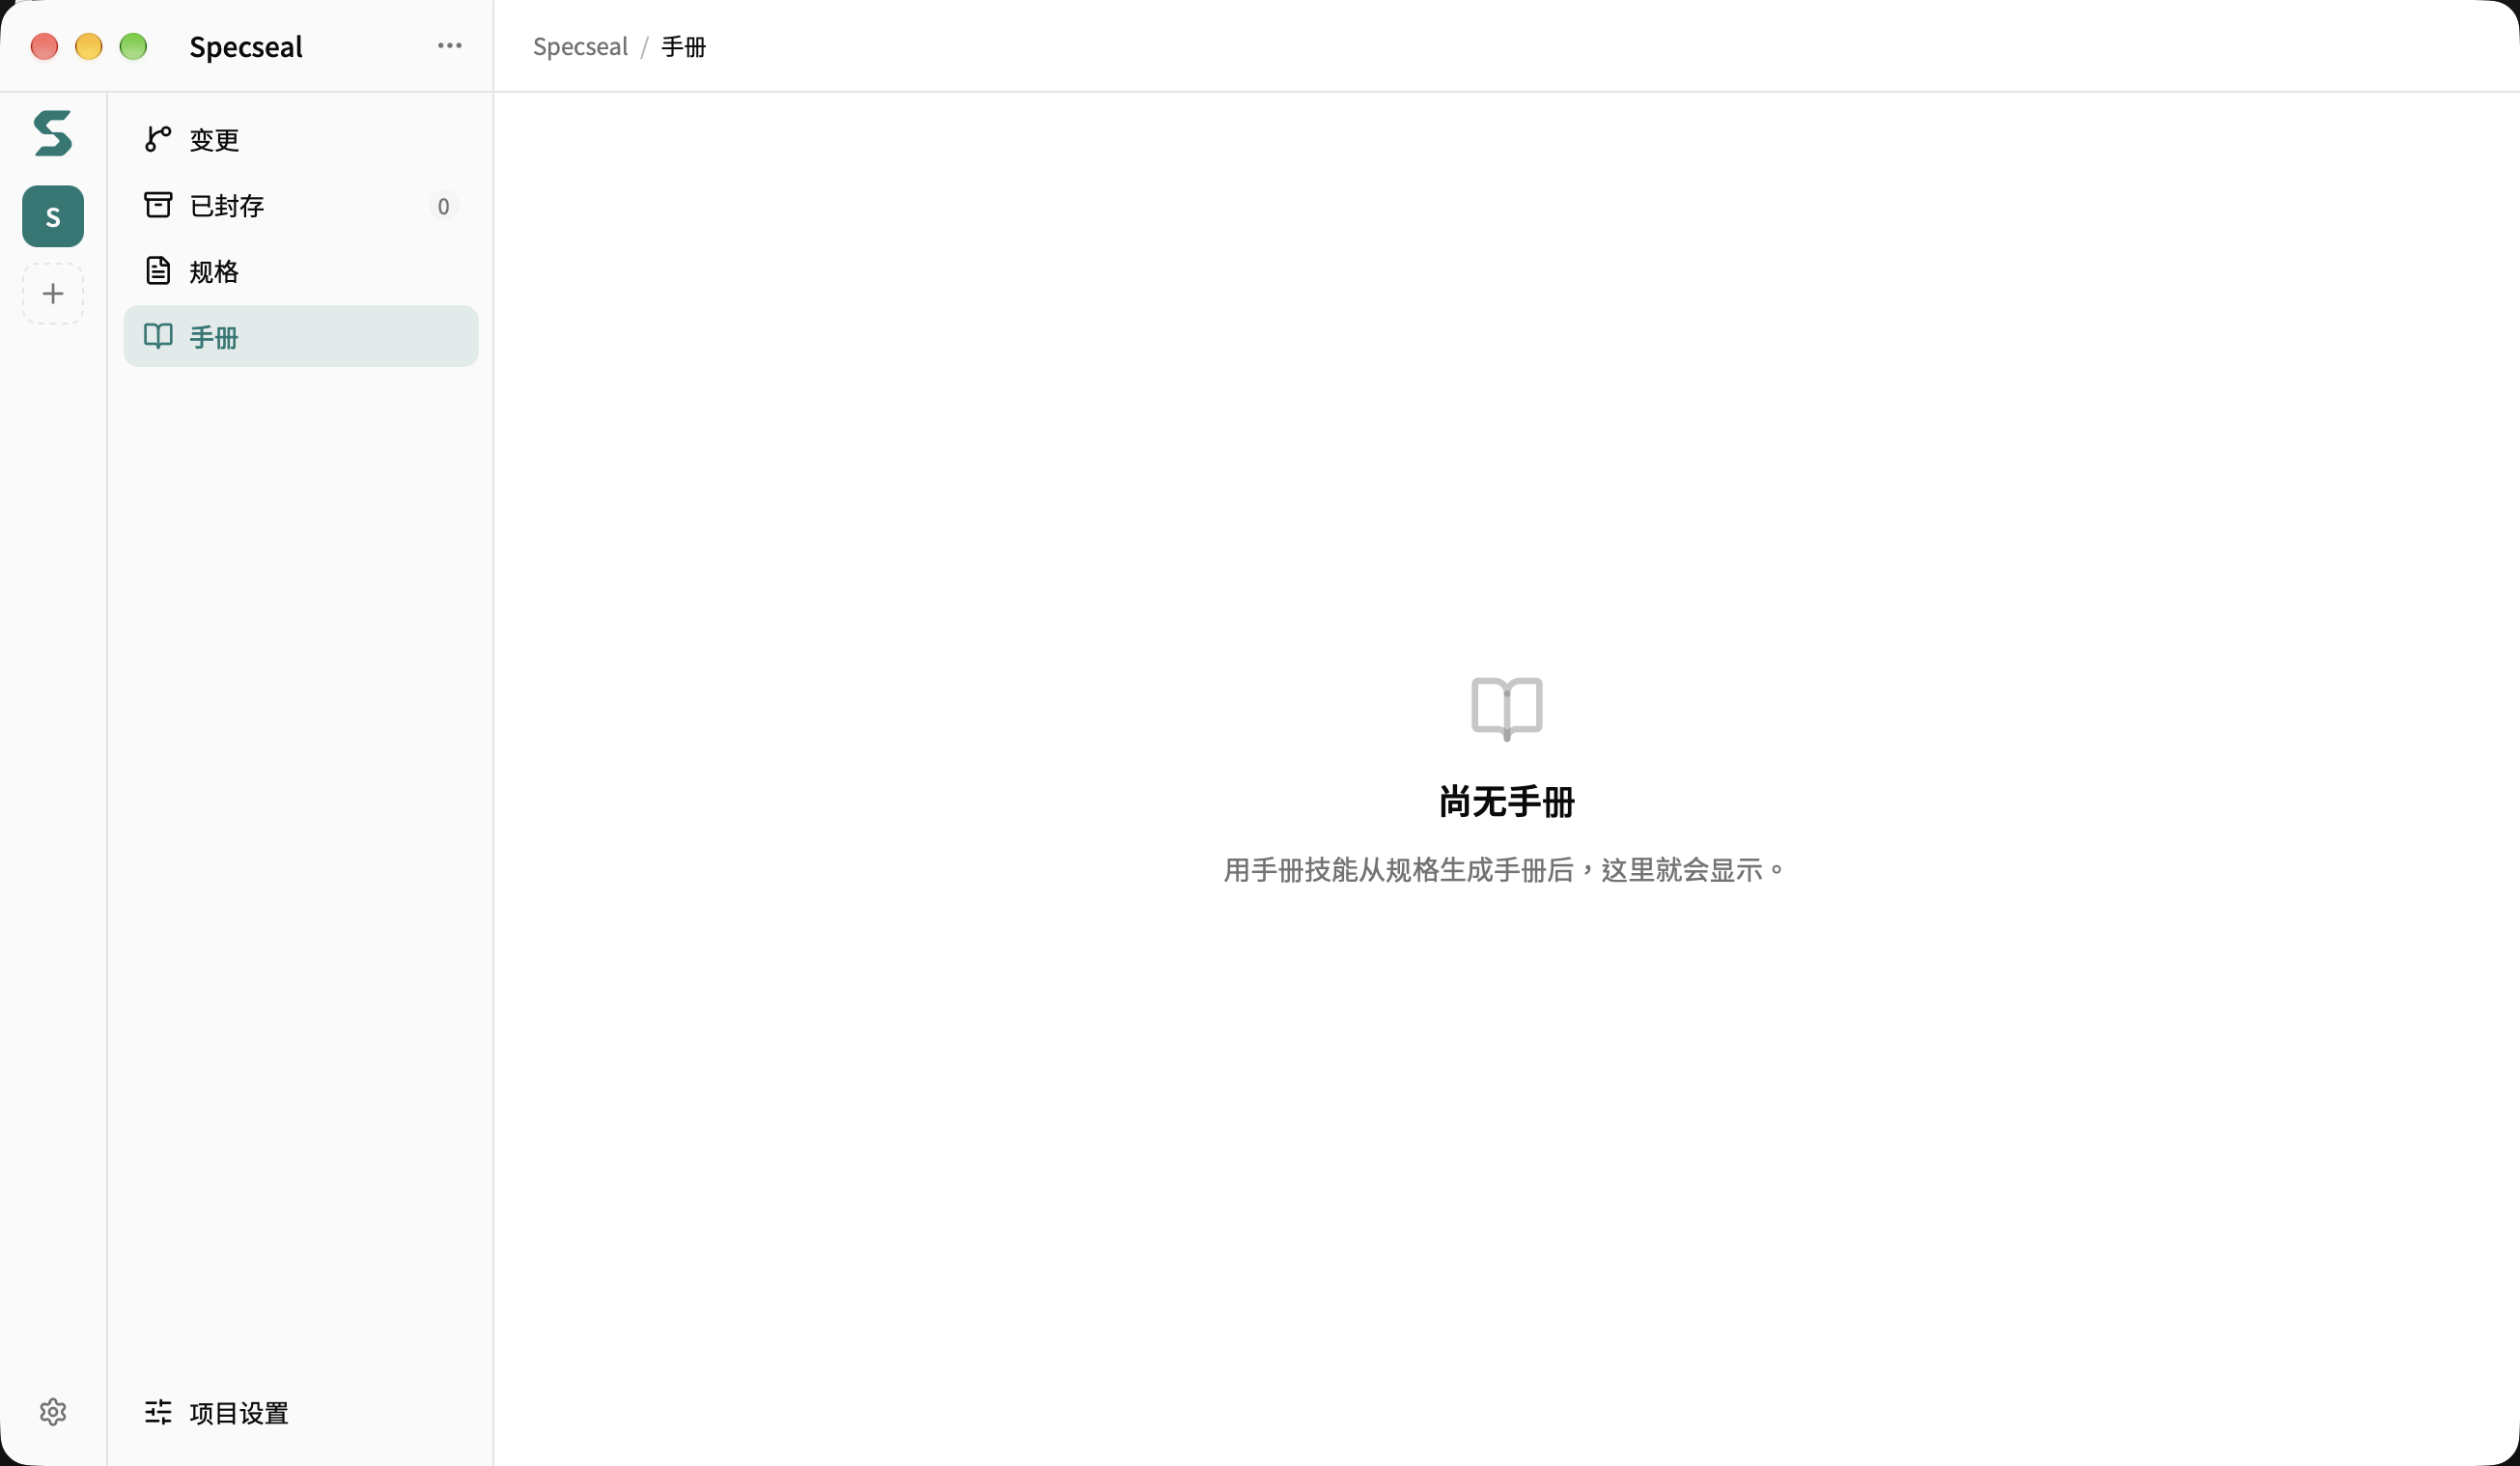 Specseal
Specseal / 手册
S
变更
已封存 0
规格
手册
尚无手册
用手册技能从规格生成手册后，这里就会显示。
项目设置